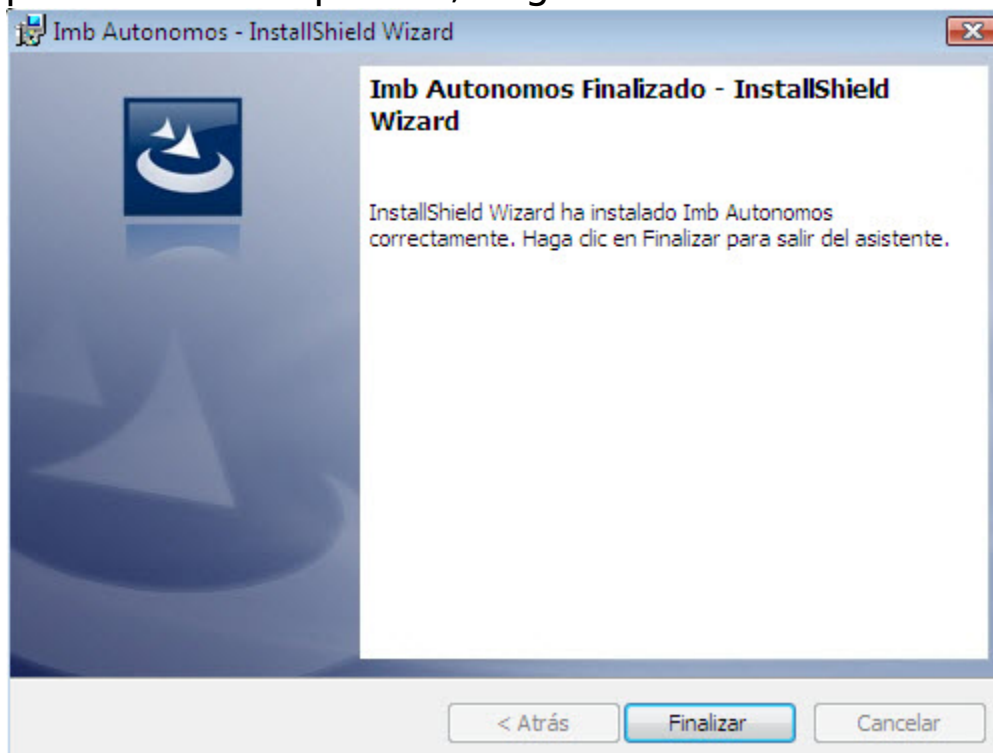 Imb Autonomos - InstallShield Wizard
Imb Autonomos Finalizado - InstallShield
Wizard
InstallShield Wizard ha instalado Imb Autonomos
correctamente. Haga clic en Finalizar para salir del asistente.
< Atrás Finalizar Cancelar